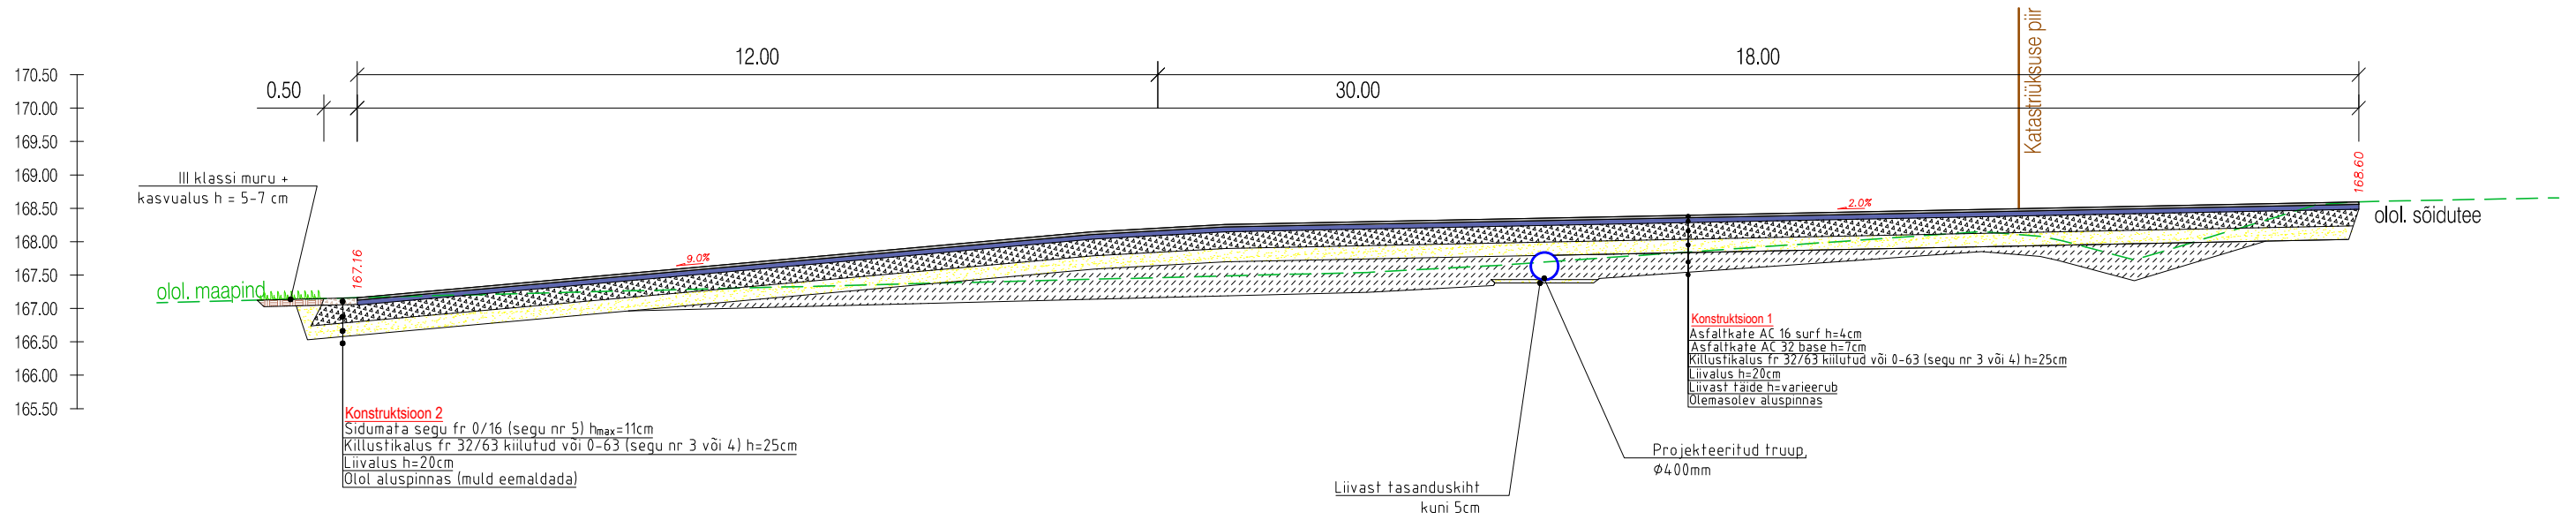 12.00
18.00
0.50
30.00
170.50
170.00
169.50
169.00
168.50
168.00
167.50
167.00
166.50
166.00
165.50
Katastriüksuse piir
III klassi muru +
kasvualus h = 5-7 cm
167.16
9.0%
2.0%
168.60
olol. sõidutee
olol. maapind
Konstruktsioon 1
Asfaltkate AC 16 surf h=4cm
Asfaltkate AC 32 base h=7cm
Killustikalus fr 32/63 kiilutud või 0-63 (segu nr 3 või 4) h=25cm
Liivalus h=20cm
Liivast täide h=varieerub
Olemasolev aluspinnas
Konstruktsioon 2
Sidumata segu fr 0/16 (segu nr 5) hmax=11cm
Killustikalus fr 32/63 kiilutud või 0-63 (segu nr 3 või 4) h=25cm
Liivalus h=20cm
Olol aluspinnas (muld eemaldada)
Projekteeritud truup,
Ø400mm
Liivast tasanduskiht
kuni 5cm